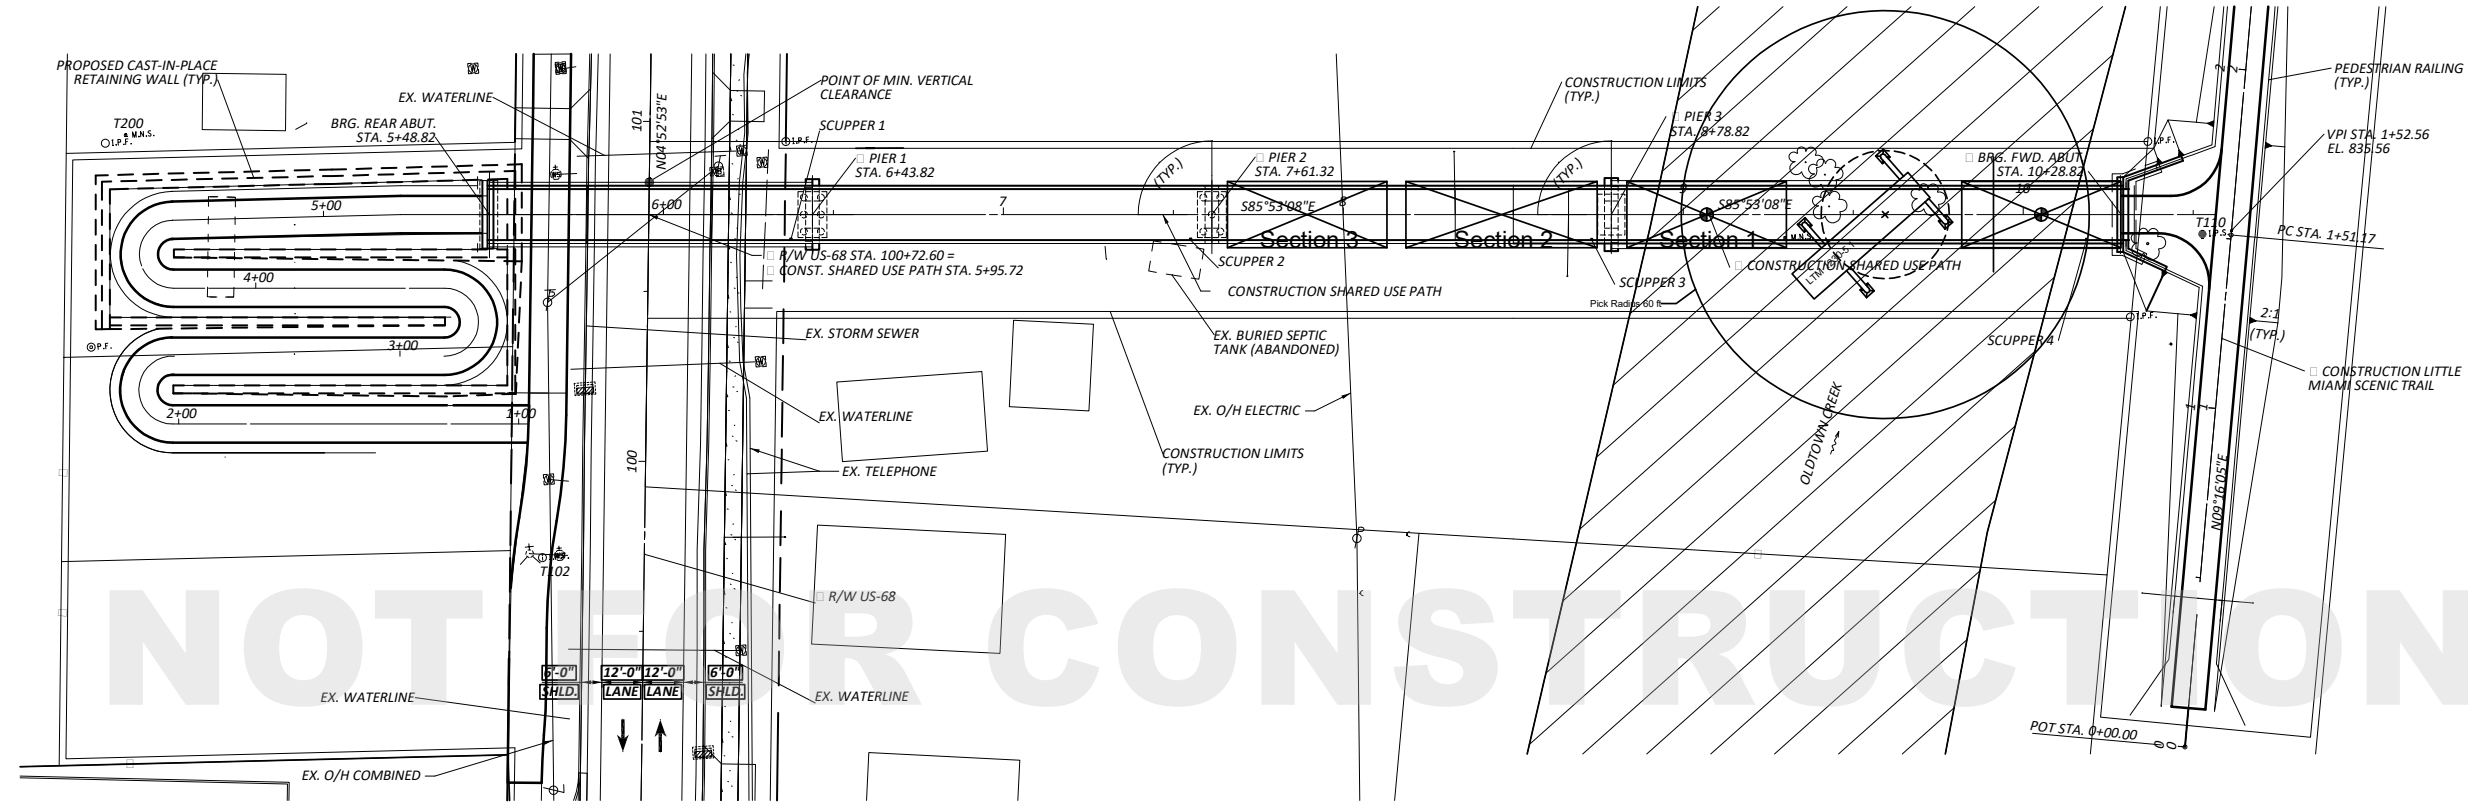 PROPOSED CAST-IN-PLACE
RETAINING WALL (TYP.)
T200
M.N.S.
I.P.F.
BRG. REAR ABUT.
STA. 5+48.82
EX. WATERLINE
101
N04°52'53"E
POINT OF MIN. VERTICAL
CLEARANCE
SCUPPER 1
I.P.F.
PIER 1
STA. 6+43.82
(TYP.)
PIER 2
STA. 7+61.32
(TYP.)
CONSTRUCTION LIMITS
(TYP.)
PIER 3
STA. 8+78.82
BRG. FWD. ABUT.
STA. 10+28.82
I.P.F.
2
2
PEDESTRIAN RAILING
(TYP.)
VPI STA. 1+52.56
EL. 835.56
5+00
6+00
7
8
9
10
S85°53'08"E
S85°53'08"E
Section 3
Section 2
Section 1
M.N.S.
T110
I.P.S.
PC STA. 1+51.17
R/W US-68 STA. 100+72.60 =
CONST. SHARED USE PATH STA. 5+95.72
SCUPPER 2
CONSTRUCTION SHARED USE PATH
SCUPPER 3
CONSTRUCTION SHARED USE PATH
Pick Radius 60 ft
4+00
I.P.F.
3+00
EX. STORM SEWER
EX. BURIED SEPTIC
TANK (ABANDONED)
I.P.F.
SCUPPER 4
2:1
(TYP.)
CONSTRUCTION LITTLE
MIAMI SCENIC TRAIL
2+00
1+00
EX. WATERLINE
EX. O/H ELECTRIC
1
1
100
EX. TELEPHONE
CONSTRUCTION LIMITS
(TYP.)
OLDTOWN CREEK
N09°16'05"E
T102
R/W US-68
NOT FOR CONSTRUCTION
6'-0" 12'-0" 12'-0" 6'-0"
SHLD. LANE LANE SHLD.
EX. WATERLINE
EX. WATERLINE
EX. O/H COMBINED
POT STA. 0+00.00
0
0